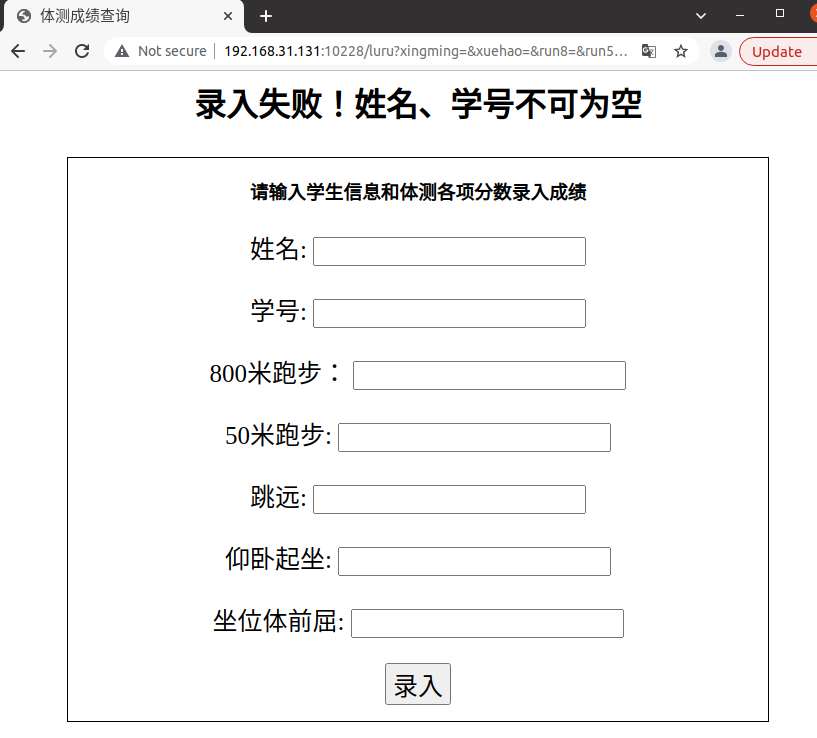 体测成绩查询
Not secure
192.168.31.131:10228/luru?xingming=&xuehao=&run8=&run5...
Update
录入失败！姓名、学号不可为空
请输入学生信息和体测各项分数录入成绩
姓名:
学号:
800米跑步：
50米跑步:
跳远:
仰卧起坐:
坐位体前屈:
录入